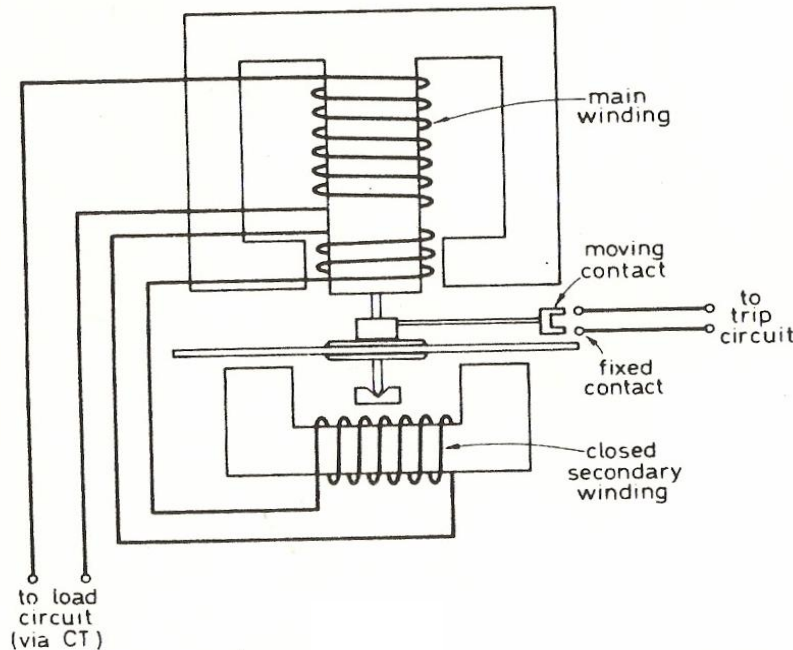 main
winding
moving
contact
to
trip
circuit
fixed
contact
closed
secondary
winding
to load
circuit
(via CT)